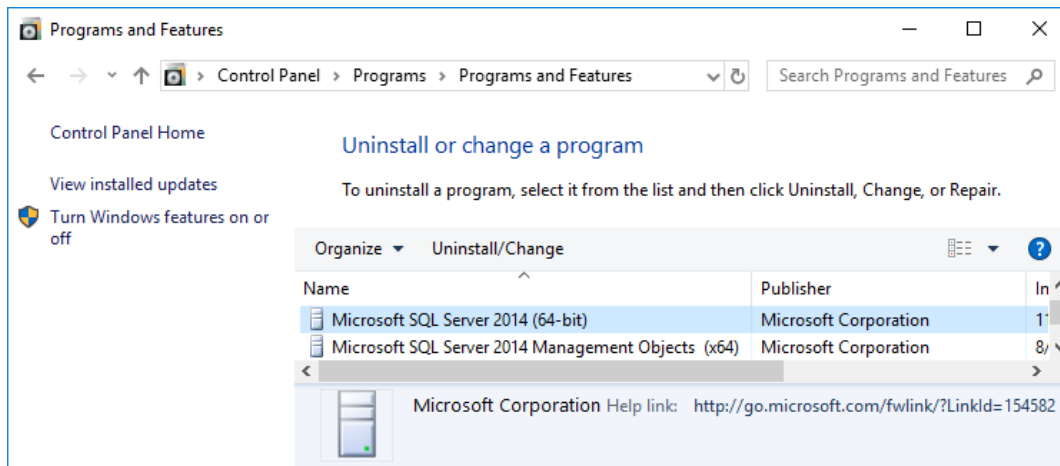 Programs and Features
Control Panel > Programs > Programs and Features
Search Programs and Features
Control Panel Home
View installed updates
Turn Windows features on or
off
Uninstall or change a program
To uninstall a program, select it from the list and then click Uninstall, Change, or Repair.
Organize Uninstall/Change
Name Publisher In
Microsoft SQL Server 2014 (64-bit) Microsoft Corporation 11
Microsoft SQL Server 2014 Management Objects (x64) Microsoft Corporation 8/
Microsoft Corporation Help link: http://go.microsoft.com/fwlink/?LinkId=154582